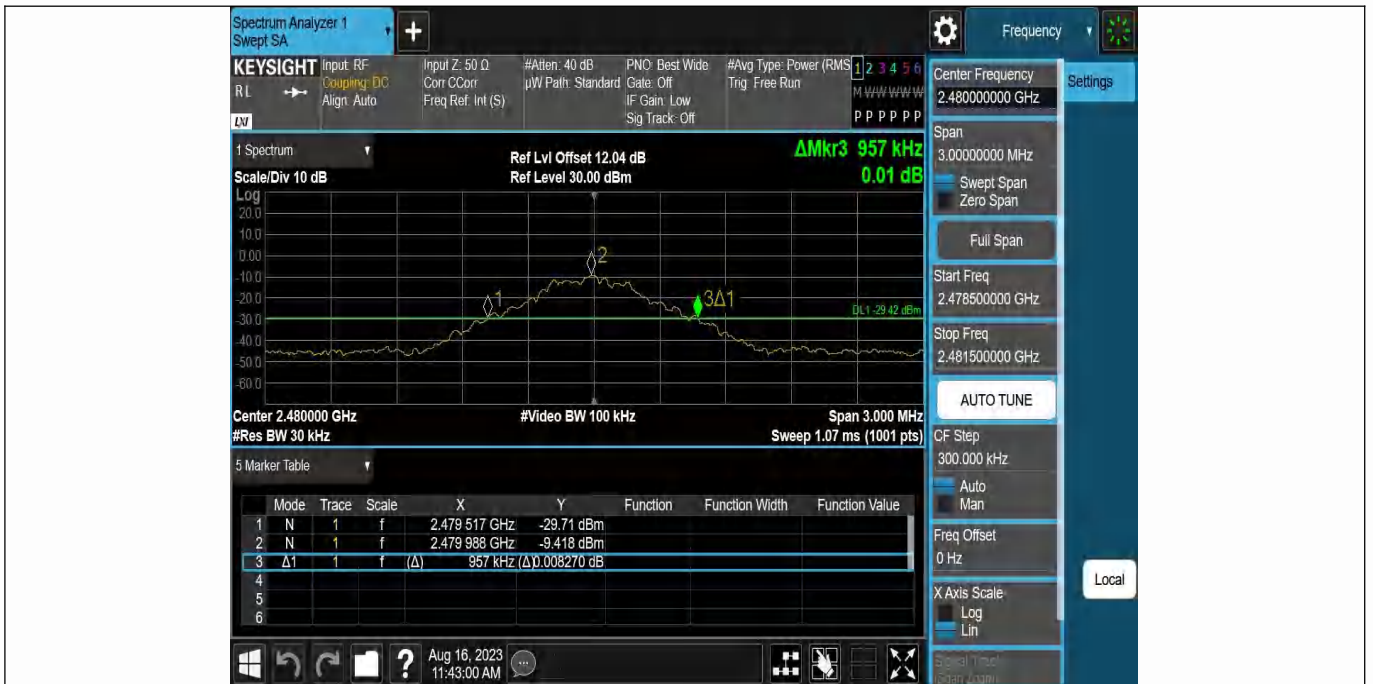 Spectrum Analyzer 1
Swept SA
+
Frequency
KEYSIGHT
RL
LXI
Input: RF
Coupling: DC
Align: Auto
Input Z: 50 Ω
Corr CCorr
Freq Ref: Int (S)
#Atten: 40 dB
µW Path: Standard
PNO: Best Wide
Gate: Off
IF Gain: Low
Sig Track: Off
#Avg Type: Power (RMS
Trig: Free Run
1 2 3 4 5 6
M W W W W W
P P P P P P
1 Spectrum
Scale/Div 10 dB
Ref Lvl Offset 12.04 dB
Ref Level 30.00 dBm
ΔMkr3 957 kHz
0.01 dB
Log
20.0
10.0
0.00
-10.0
-20.0
-30.0
-40.0
-50.0
-60.0
1
2
3Δ1
DL1 -29.42 dBm
Center 2.480000 GHz
#Video BW 100 kHz
Span 3.000 MHz
#Res BW 30 kHz
Sweep 1.07 ms (1001 pts)
5 Marker Table
Mode Trace Scale X Y Function Function Width Function Value
1 N 1 f 2.479 517 GHz -29.71 dBm
2 N 1 f 2.479 988 GHz -9.418 dBm
3 Δ1 1 f (Δ) 957 kHz (Δ)0.008270 dB
4
5
6
Aug 16, 2023
11:43:00 AM
?
Settings
Center Frequency
2.480000000 GHz
Span
3.00000000 MHz
Swept Span
Zero Span
Full Span
Start Freq
2.478500000 GHz
Stop Freq
2.481500000 GHz
AUTO TUNE
CF Step
300.000 kHz
Auto
Man
Freq Offset
0 Hz
X Axis Scale
Log
Lin
Signal Track
(Span Zoom)
Local